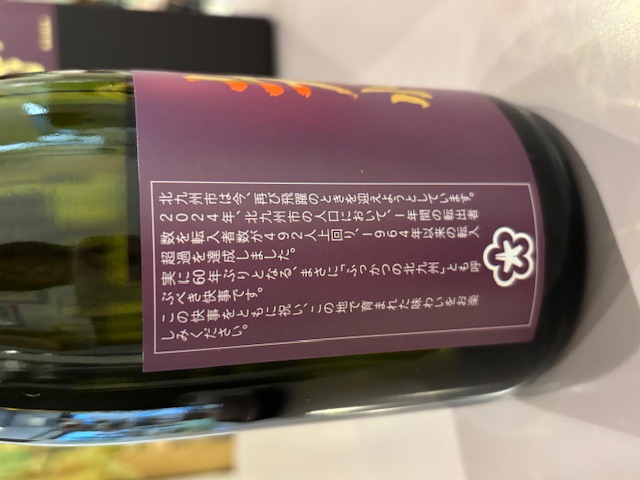 北九州市は今、再び飛躍のときを迎えようとしています。
2024年、北九州市の人口において、1年間の転出者
数を転入者数が492人上回り、1964年以来の転入
超過を達成しました。
実に60年ぶりとなる、まさに「ふっかつの北九州」とも呼
ぶべき快事です。
この快事をともに祝い、この地で育まれた味わいをお楽
しみください。